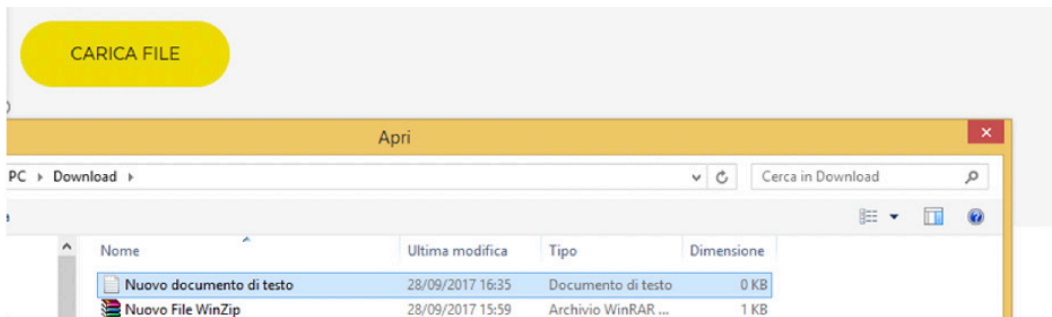 CARICA FILE
Apri
PC Download
Cerca in Download
Nome Ultima modifica Tipo Dimensione
Nuovo documento di testo 28/09/2017 16:35 Documento di testo 0 KB
Nuovo File WinZip 28/09/2017 15:59 Archivio WinRAR ... 1 KB